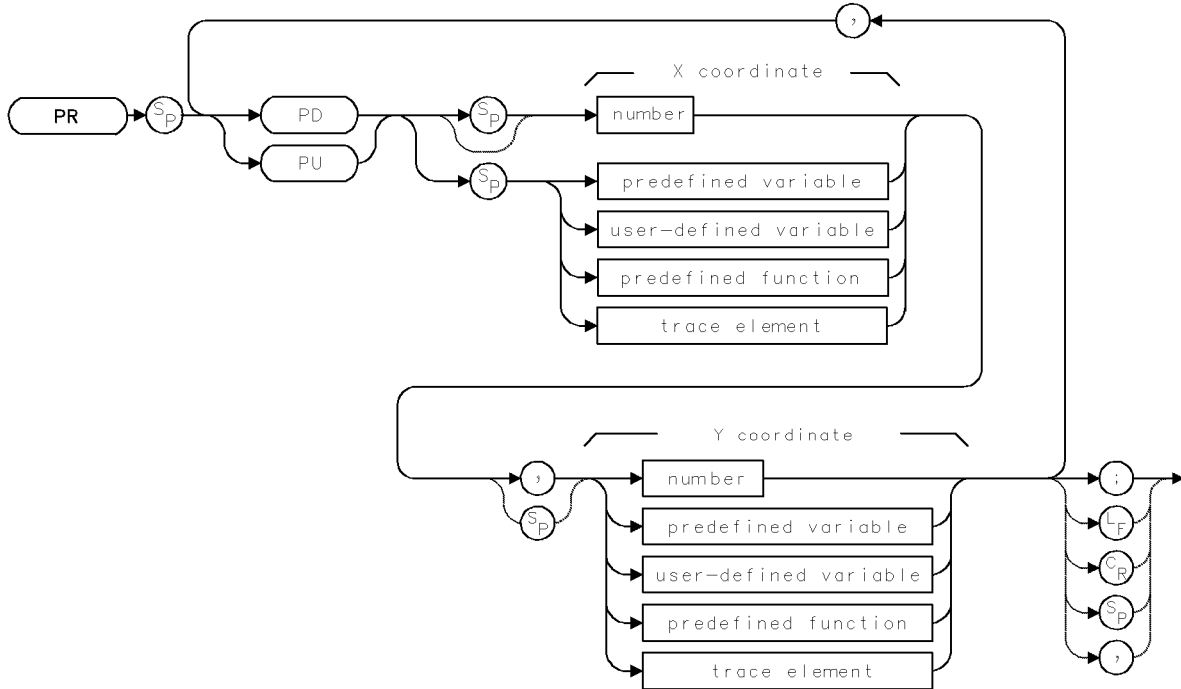 ,
X coordinate
PR SP PD SP number
PU
SP predefined variable
user-defined variable
predefined function
trace element
Y coordinate
, number ;
SP predefined variable LF
user-defined variable CR
predefined function SP
trace element ,